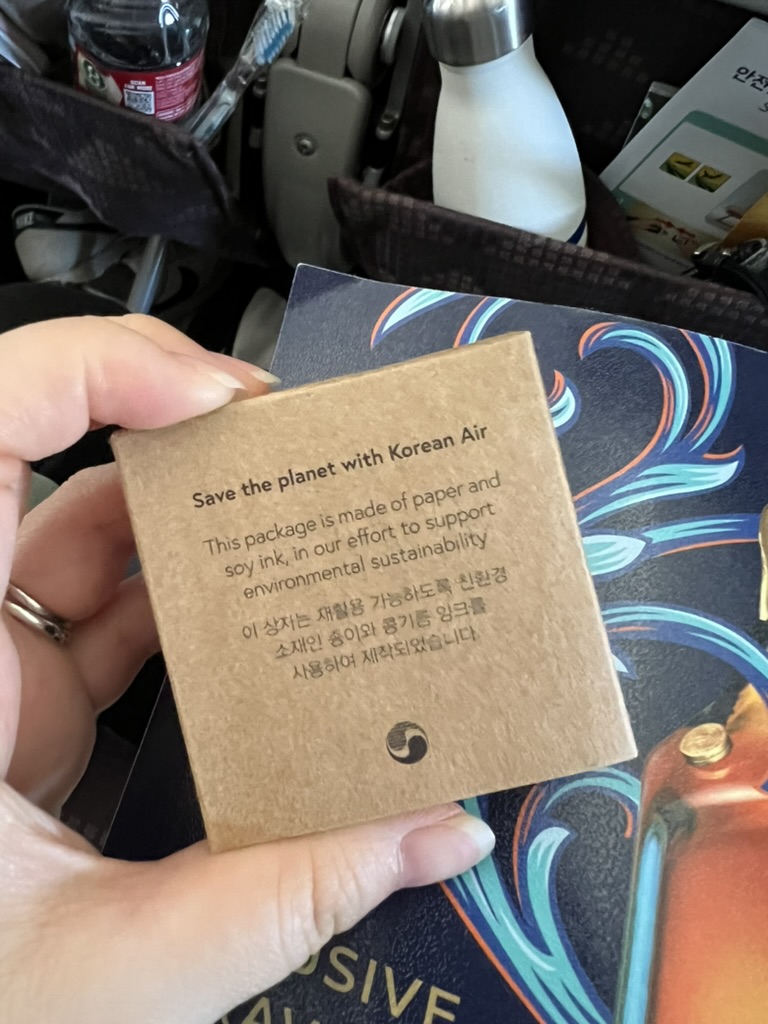 안전
Save the planet with Korean Air
This package is made of paper and
soy ink, in our effort to support
environmental sustainability
이 상자는 재활용 가능하도록 친환경
소재인 종이와 콩기름 잉크를
사용하여 제작되었습니다.
USIVE